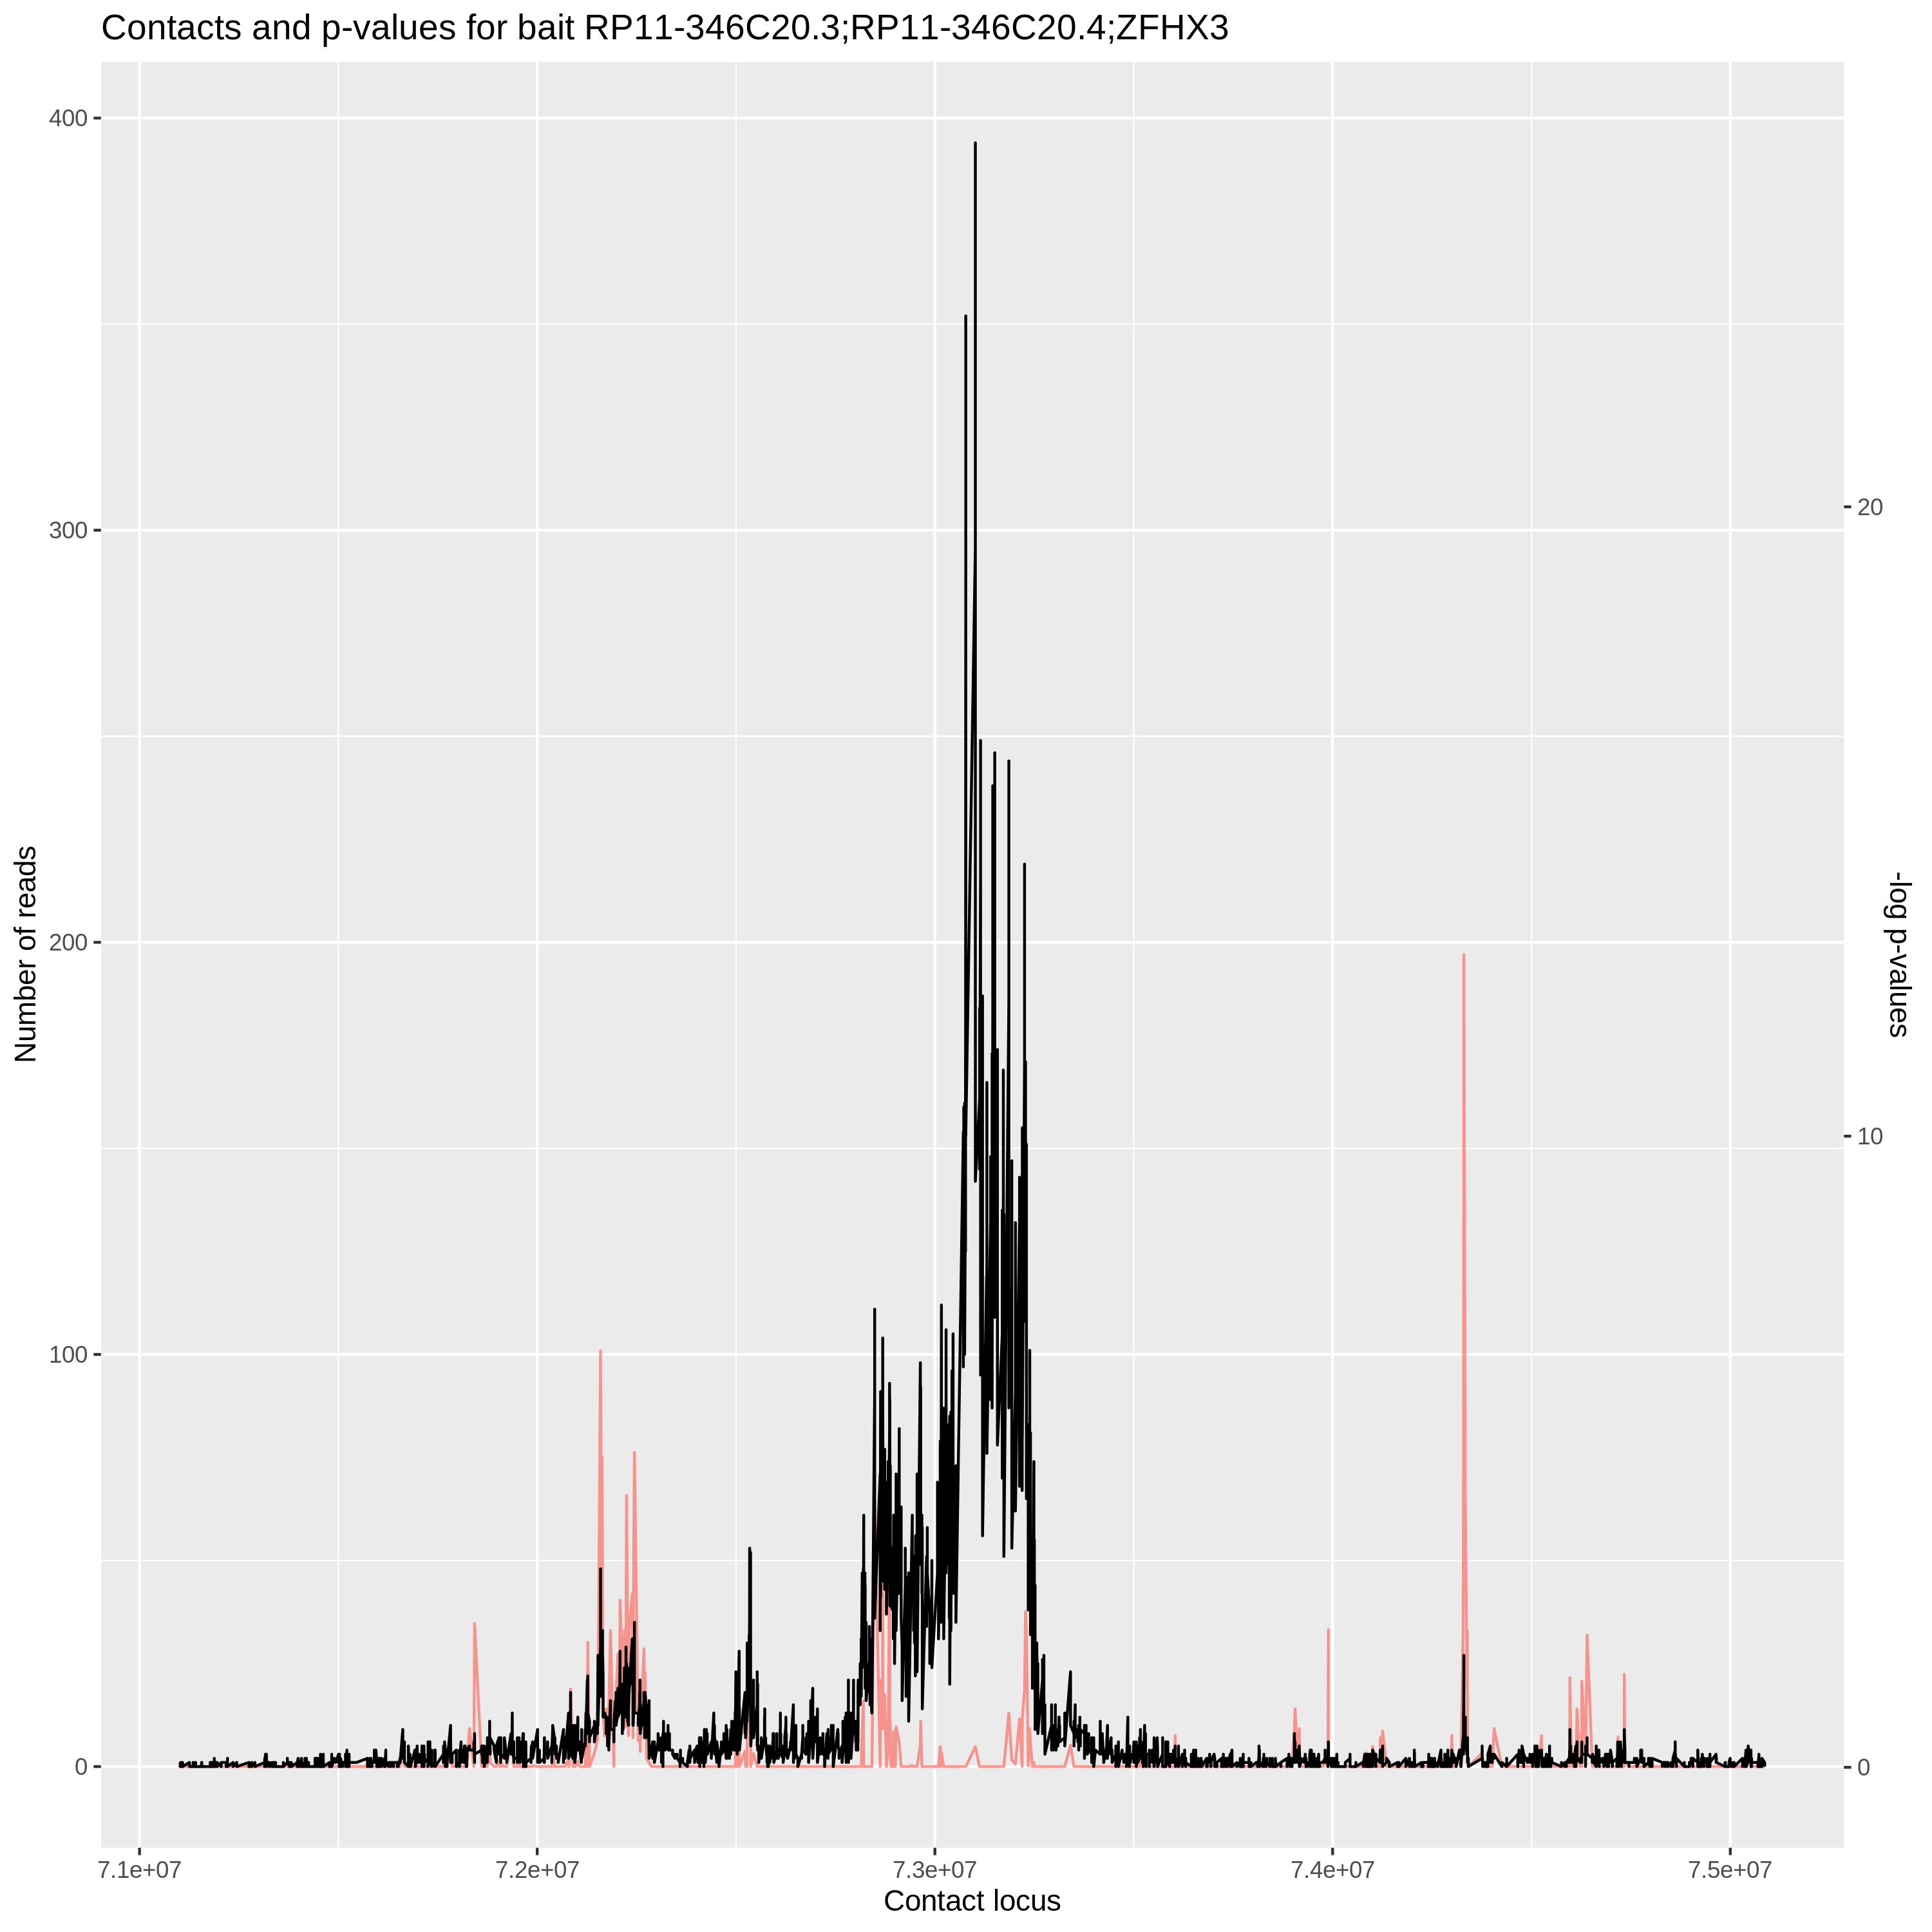 Contacts and p-values for bait RP11-346C20.3;RP11-346C20.4;ZFHX3
400
300
200
100
0
Number of reads
20
10
0
-log p-values
7.1e+07
7.2e+07
7.3e+07
7.4e+07
7.5e+07
Contact locus